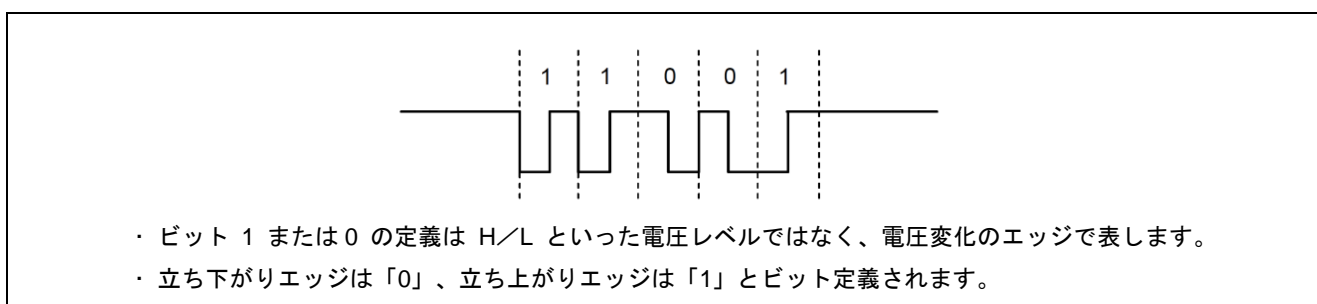 1 1 0 0 1
・ ビット 1 または 0 の定義は H／L といった電圧レベルではなく、電圧変化のエッジで表します。
・ 立ち下がりエッジは「0」、立ち上がりエッジは「1」とビット定義されます。